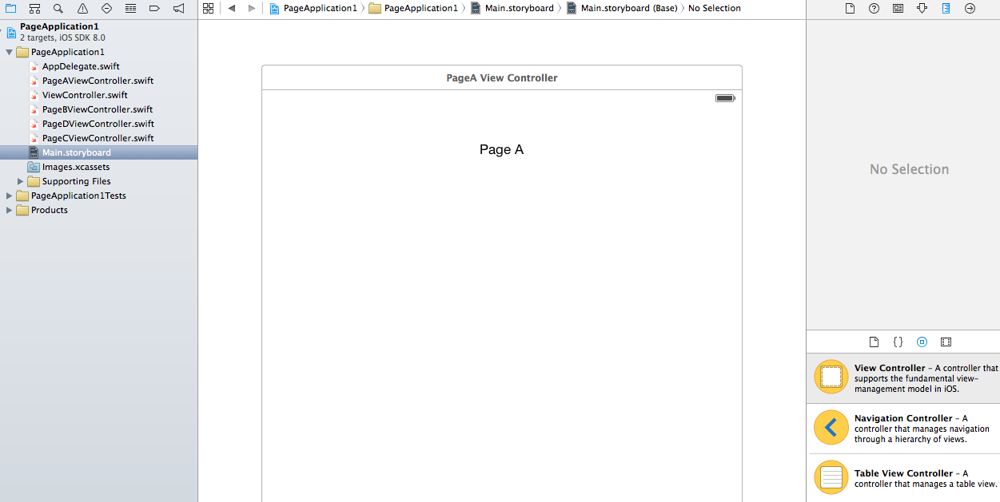 PageApplication1 PageApplication1 Main.storyboard Main.storyboard (Base) No Selection
PageApplication1
2 targets, iOS SDK 8.0
PageApplication1
AppDelegate.swift
PageAViewController.swift
ViewController.swift
PageBViewController.swift
PageDViewController.swift
PageCViewController.swift
Main.storyboard
Images.xcassets
Supporting Files
PageApplication1Tests
Products
PageA View Controller
Page A
No Selection
View Controller - A controller that
supports the fundamental view-
management model in iOS.
Navigation Controller - A
controller that manages navigation
through a hierarchy of views.
Table View Controller - A
controller that manages a table view.